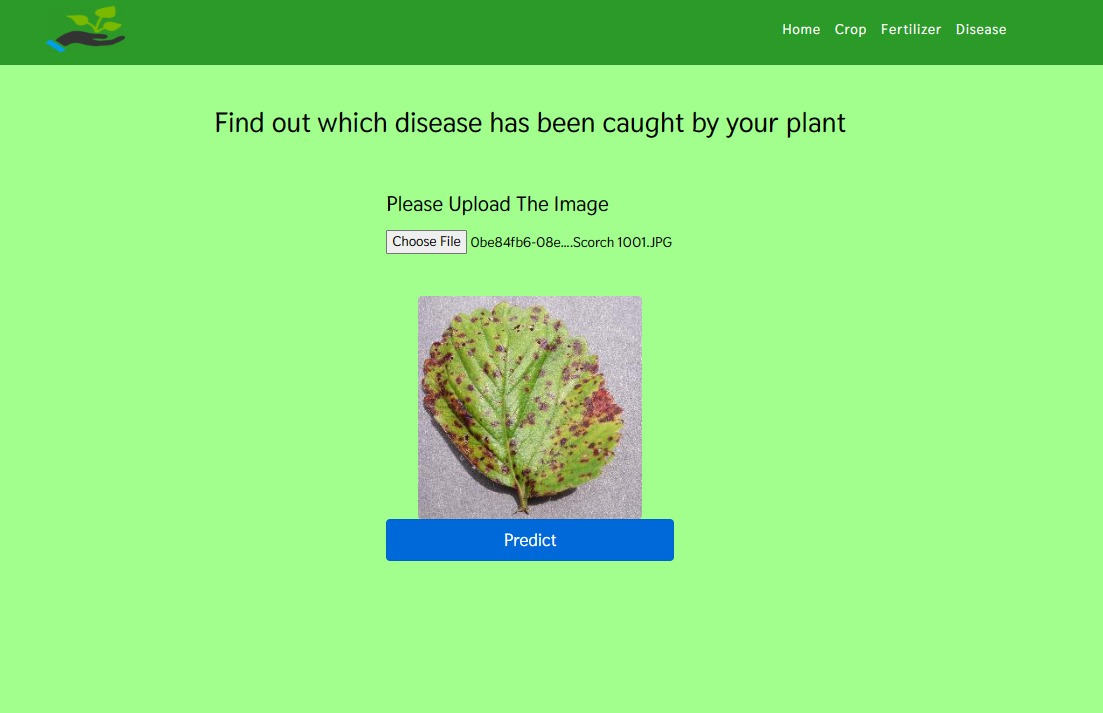 Home Crop Fertilizer Disease
Find out which disease has been caught by your plant
Please Upload The Image
Choose File 0be84fb6-08e....Scorch 1001.JPG
Predict